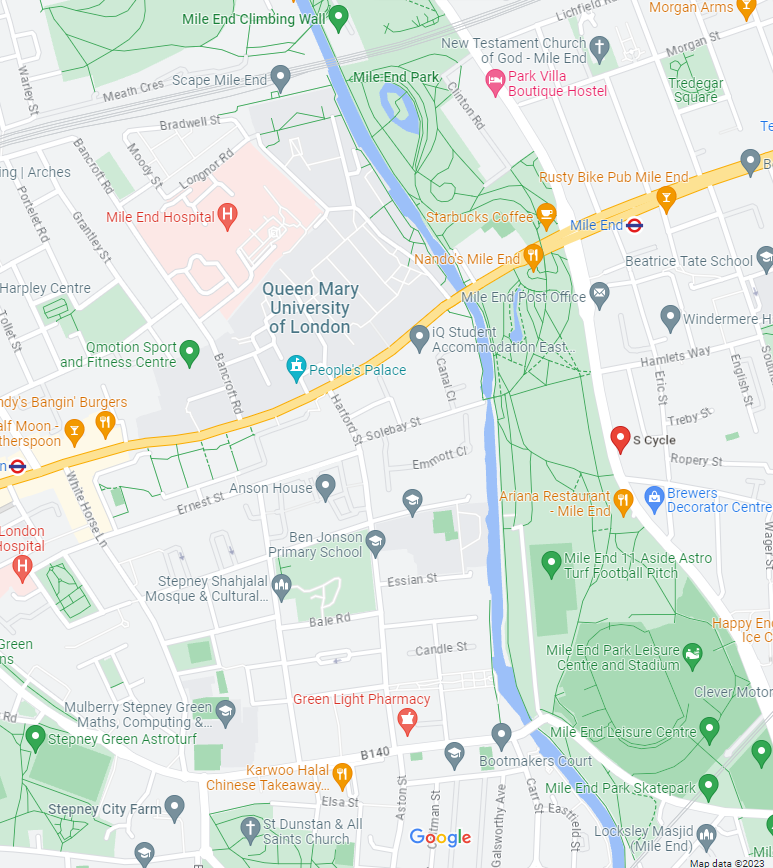 Lichfield Rd
Morgan Arms
Mile End Climbing Wall
Morgan St
New Testament Church
of God - Mile End
Scape Mile End
Mile End Park
Park Villa
Boutique Hostel
Tredegar
Square
Warley St
Meath Cres
Clinton Rd
Bradwell St
Moody St
Longnor Rd
Bancroft Rd
ing | Arches
Portelet Rd
Grantley St
Rusty Bike Pub Mile End
Mile End Hospital
Starbucks Coffee
Mile End
Nando's Mile End
Beatrice Tate School
Harpley Centre
Queen Mary
University
of London
Mile End Post Office
Tollet St
Windermere H
Qmotion Sport
and Fitness Centre
iQ Student
Accommodation East...
People's Palace
Bancroft Rd
Canal Cl
Hamlets Way
Eric St
English St
Harford St
ndy's Bangin' Burgers
alf Moon -
therspoon
Solebay St
Treby St
S Cycle
Emmott Cl
Ropery St
White Horse Ln
Ernest St
Anson House
Ariana Restaurant
- Mile End
Brewers
Decorator Centre
Wager St
London
Hospital
Ben Jonson
Primary School
Mile End 11 Aside Astro
Turf Football Pitch
Stepney Shahjalal
Mosque & Cultural...
Essian St
Bale Rd
Candle St
Happy End
Ice C
Green
ns
Mile End Park Leisure
Centre and Stadium
Green Light Pharmacy
Clever Motor
Mulberry Stepney Green
Maths, Computing &...
Rd
Stepney Green Astroturf
Mile End Leisure Centre
B140
Bootmakers Court
Karwoo Halal
Chinese Takeaway...
Mile End Park Skatepark
Aston St
Carr St
Eastfield St
Galsworthy Ave
Elsa St
tman St
Stepney City Farm
St Dunstan & All
Saints Church
Google
Locksley Masjid
(Mile End)
Mil
Map data ©2023